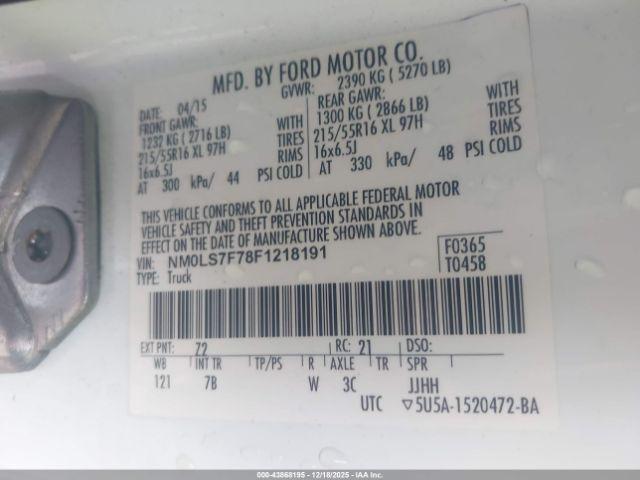 MFD. BY FORD MOTOR CO.
DATE: 04/15 GVWR: 2390 KG ( 5270 LB)
FRONT GAWR: REAR GAWR:
1232 KG ( 2716 LB) WITH 1300 KG ( 2866 LB) WITH
215/55R16 XL 97H TIRES 215/55R16 XL 97H TIRES
16x6.5J RIMS 16x6.5J RIMS
AT 300 kPa/ 44 PSI COLD AT 330 kPa/ 48 PSI COLD
THIS VEHICLE CONFORMS TO ALL APPLICABLE FEDERAL MOTOR
VEHICLE SAFETY AND THEFT PREVENTION STANDARDS IN
EFFECT ON THE DATE OF MANUFACTURE SHOWN ABOVE.
VIN: NM0LS7F78F1218191 F0365
TYPE: Truck T0458
EXT PNT: 72 RC: 21 DSO:
WB INT TR TP/PS R AXLE TR SPR
121 7B W 3C JJHH
UTC ▽5U5A-1520472-BA
000-43868195 - 12/18/2025 - IAA Inc.